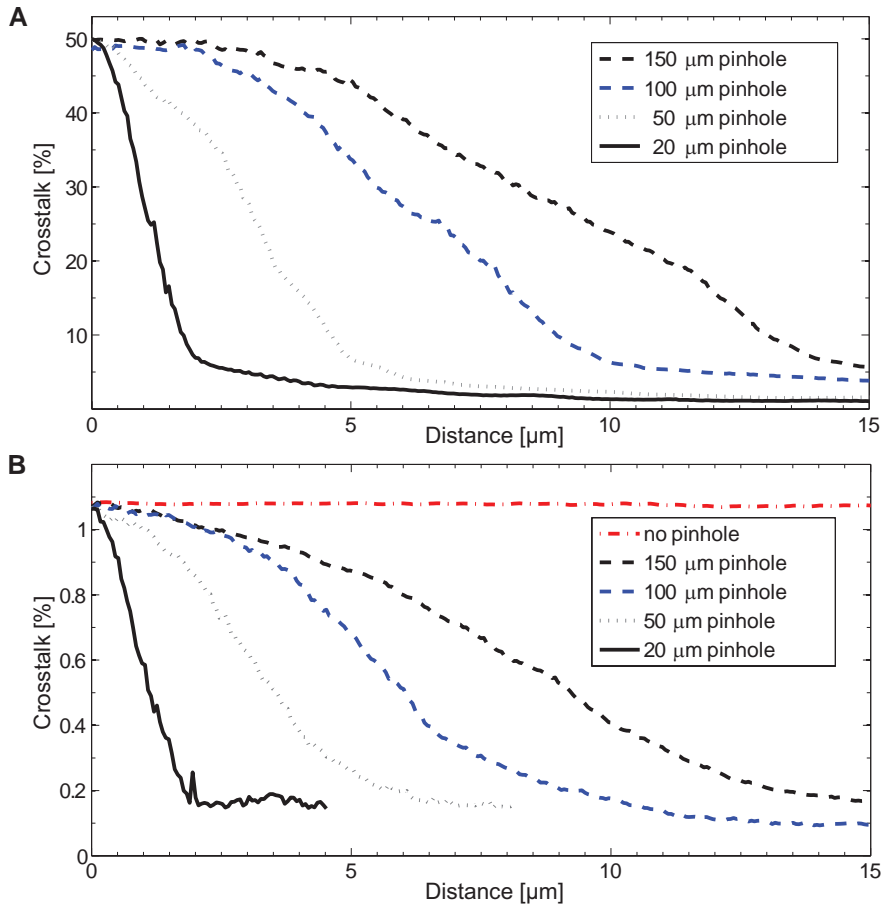 A
Crosstalk [%]
50
40
30
20
10
150 μm pinhole
100 μm pinhole
50 μm pinhole
20 μm pinhole
0 5 10 15
Distance [μm]
B
Crosstalk [%]
1
0.8
0.6
0.4
0.2
0
no pinhole
150 μm pinhole
100 μm pinhole
50 μm pinhole
20 μm pinhole
0 5 10 15
Distance [μm]